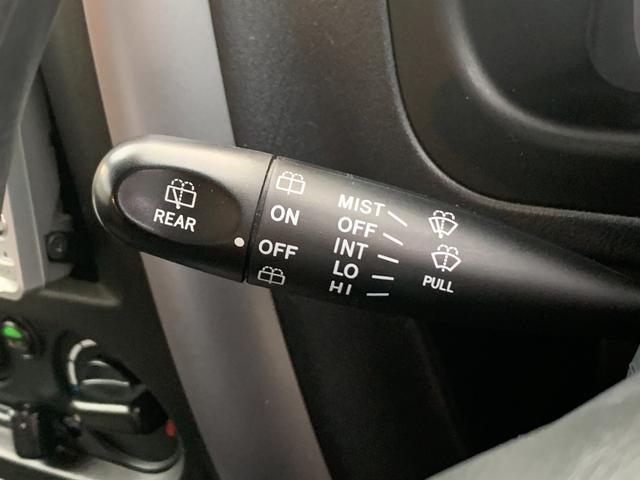 REAR
ON
OFF
MIST
OFF
INT
LO
HI
PULL